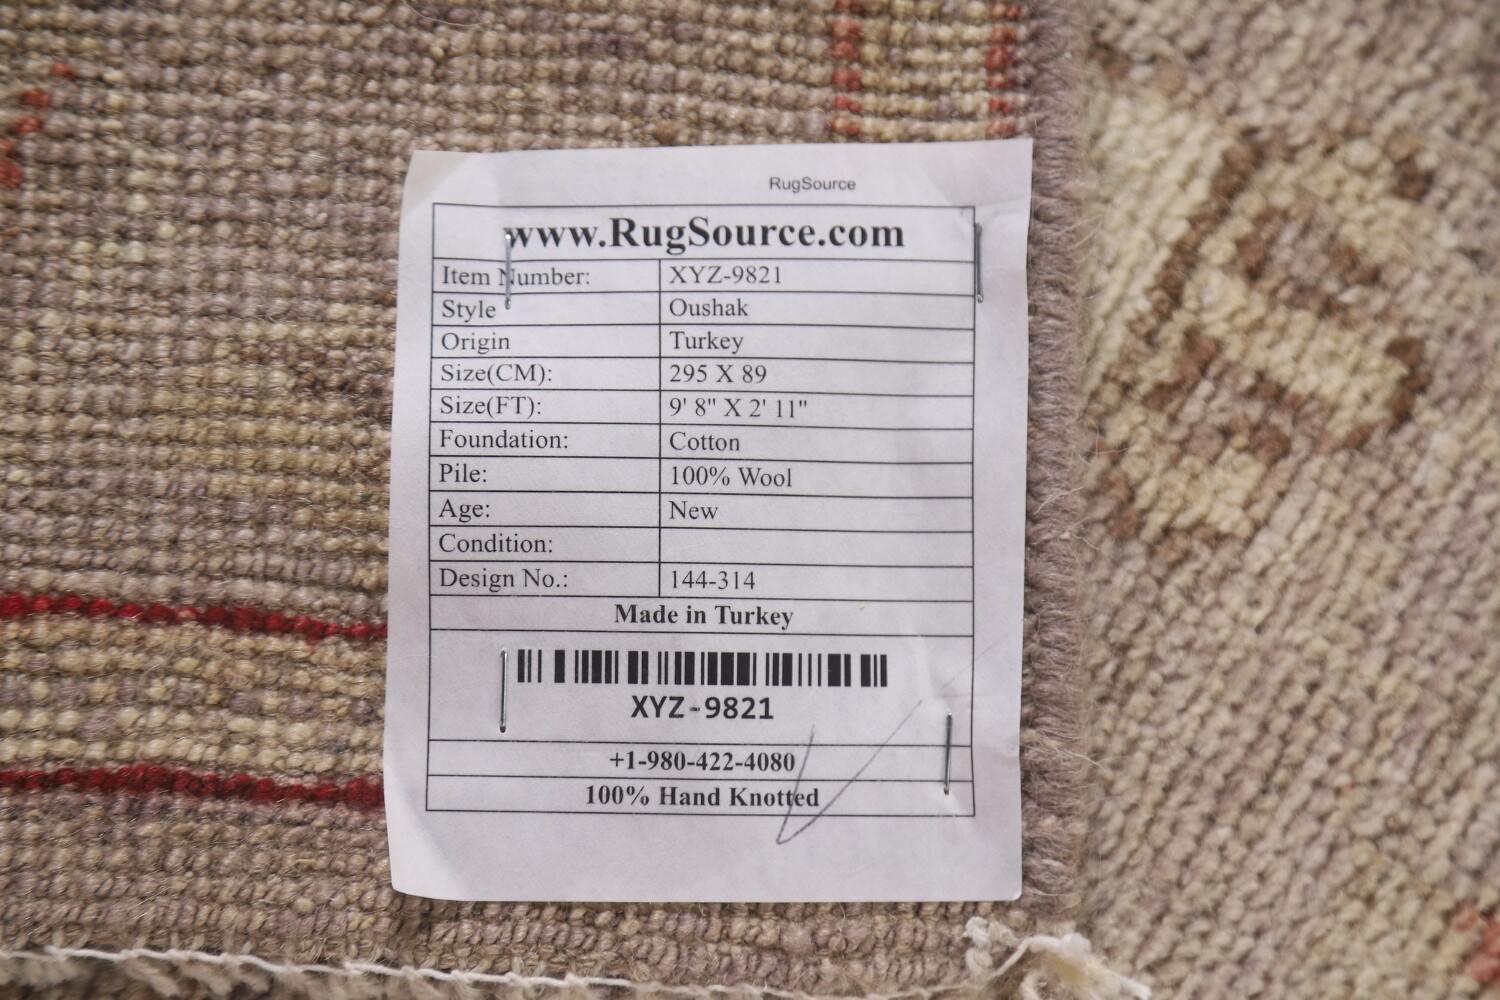 RugSource
www.RugSource.com
Item Number: XYZ-9821
Style Oushak
Origin Turkey
Size(CM): 295 X 89
Size(FT): 9' 8" X 2' 11"
Foundation: Cotton
Pile: 100% Wool
Age: New
Condition:
Design No.: 144-314
Made in Turkey
XYZ-9821
+1-980-422-4080
100% Hand Knotted